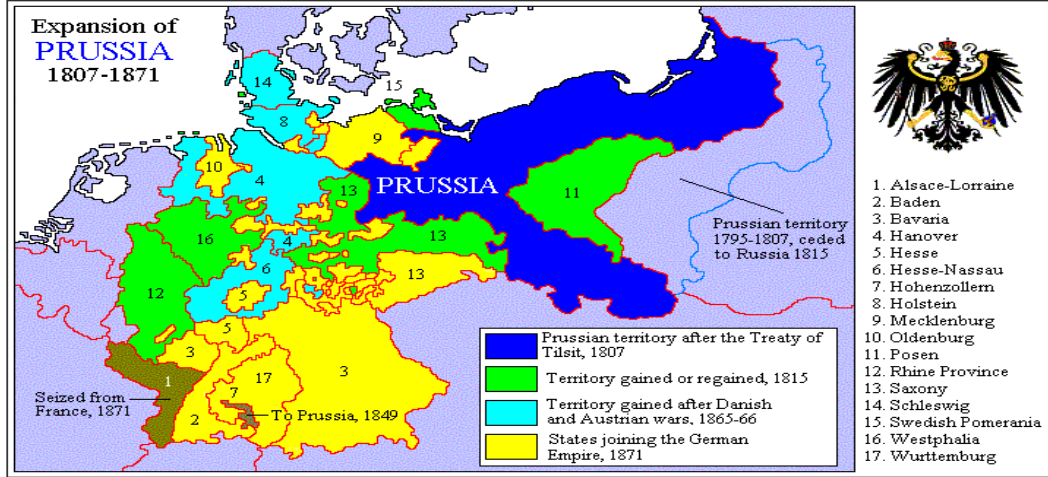 Expansion of
PRUSSIA
1807-1871
14
15
8
9
10
4
13
PRUSSIA
11
16
4
13
Prussian territory
1795-1807, ceded
to Russia 1815
6
13
12
5
5
3
Seized from
France, 1871
1
17
3
7
2
To Prussia, 1849
Prussian territory after the Treaty of
Tilsit, 1807
Territory gained or regained, 1815
Territory gained after Danish
and Austrian wars, 1865-66
States joining the German
Empire, 1871
1. Alsace-Lorraine
2. Baden
3. Bavaria
4. Hanover
5. Hesse
6. Hesse-Nassau
7. Hohenzollern
8. Holstein
9. Mecklenburg
10. Oldenburg
11. Posen
12. Rhine Province
13. Saxony
14. Schleswig
15. Swedish Pomerania
16. Westphalia
17. Wurttemburg